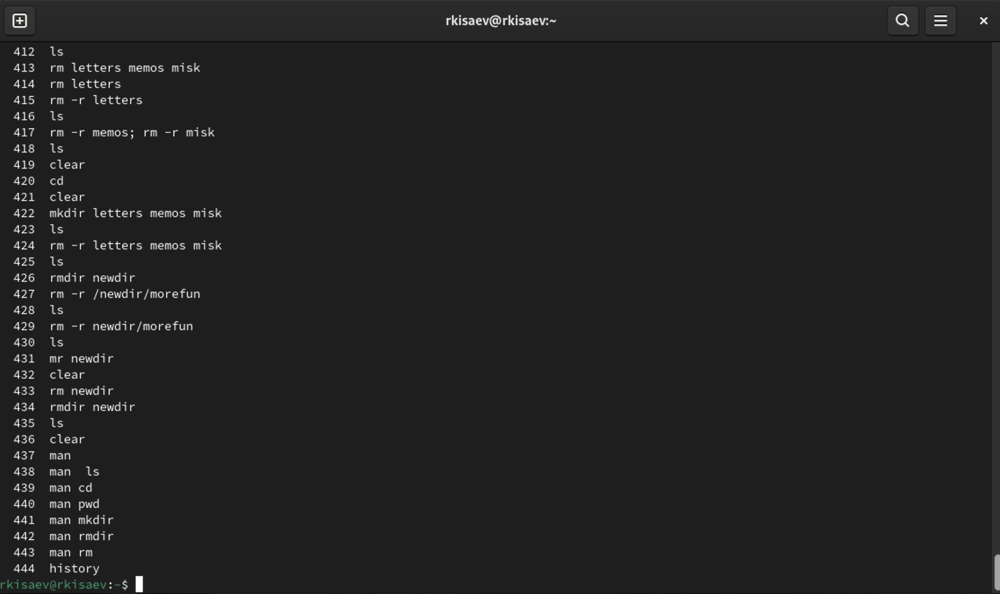 rkisaev@rkisaev:~
412 ls
413 rm letters memos misk
414 rm letters
415 rm -r letters
416 ls
417 rm -r memos; rm -r misk
418 ls
419 clear
420 cd
421 clear
422 mkdir letters memos misk
423 ls
424 rm -r letters memos misk
425 ls
426 rmdir newdir
427 rm -r /newdir/morefun
428 ls
429 rm -r newdir/morefun
430 ls
431 mr newdir
432 clear
433 rm newdir
434 rmdir newdir
435 ls
436 clear
437 man
438 man  ls
439 man cd
440 man pwd
441 man mkdir
442 man rmdir
443 man rm
444 history
rkisaev@rkisaev:~$